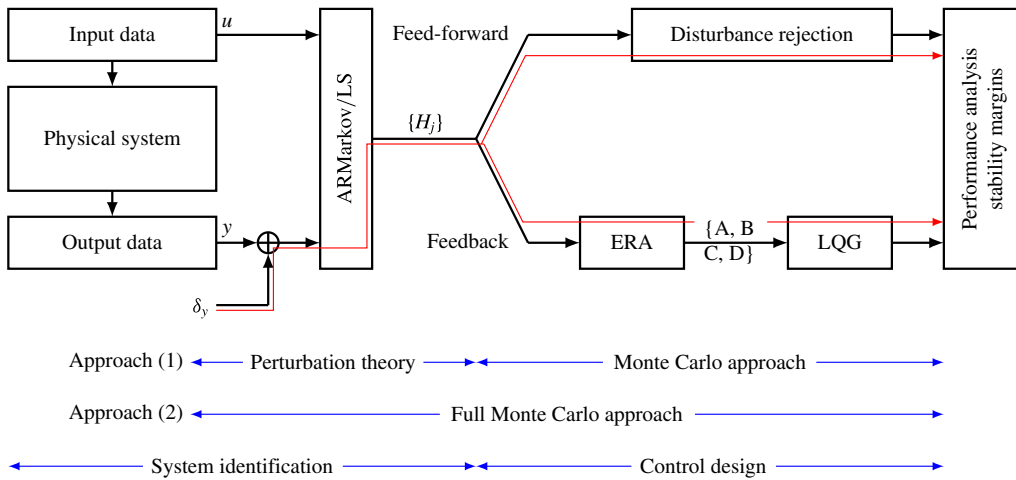 Input data
u
Feed-forward
Disturbance rejection
Physical system
ARMarkov/LS
{H_j}
Performance analysis
stability margins
Output data
y
Feedback
ERA
{A, B
C, D}
LQG
δ_y
Approach (1)
Perturbation theory
Monte Carlo approach
Approach (2)
Full Monte Carlo approach
System identification
Control design